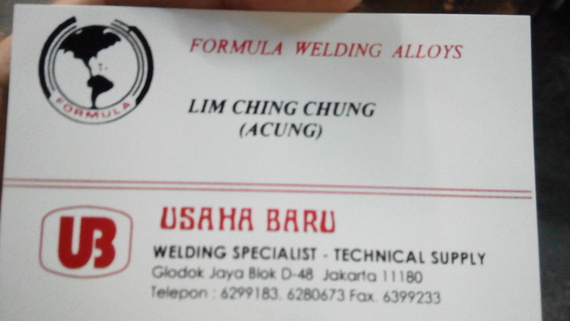 FORMULA WELDING ALLOYS
FORMULA
LIM CHING CHUNG
(ACUNG)
UB
USAHA BARU
WELDING SPECIALIST - TECHNICAL SUPPLY
Glodok Jaya Blok D-48 Jakarta 11180
Telepon : 6299183. 6280673 Fax. 6399233